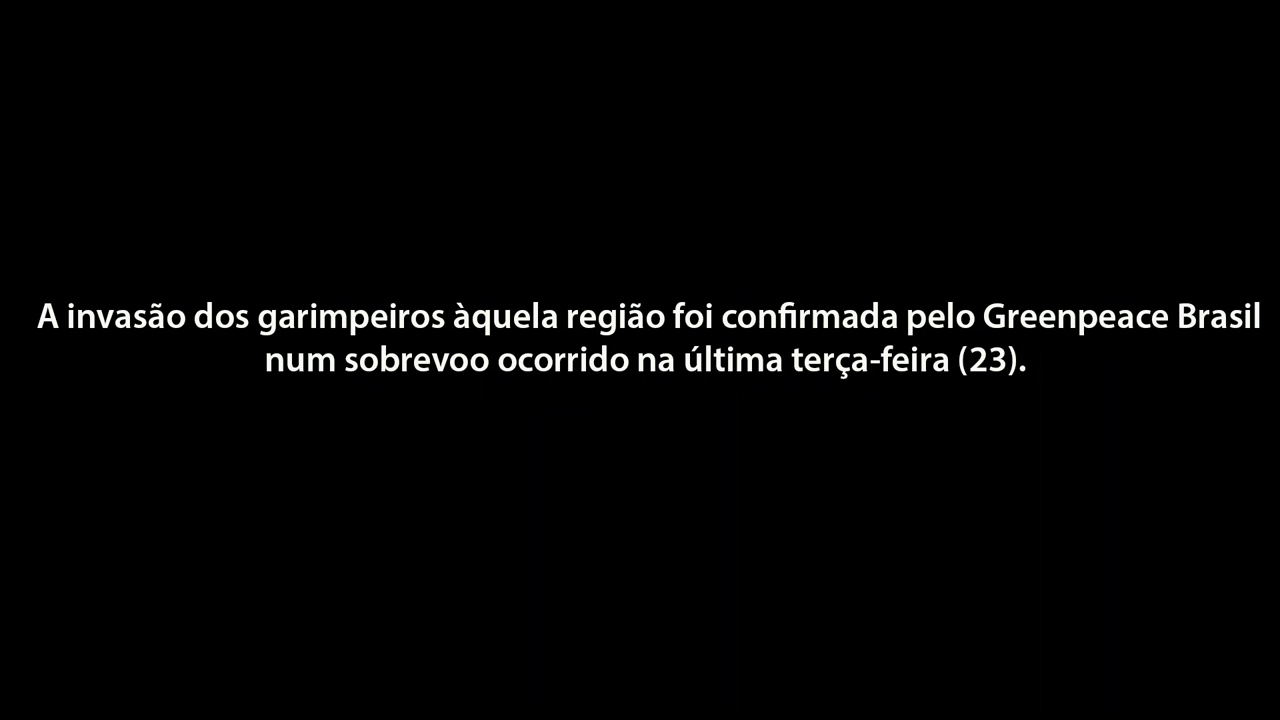 A invasão dos garimpeiros àquela região foi confirmada pelo Greenpeace Brasil
num sobrevoo ocorrido na última terça-feira (23).